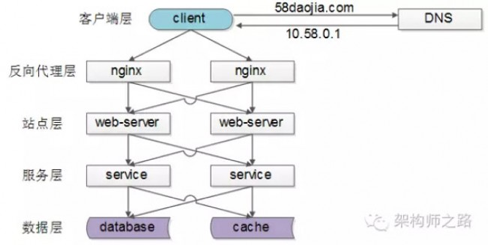 58daojia.com
客户端层 client DNS
10.58.0.1
反向代理层 nginx nginx
站点层 web-server web-server
服务层 service service
数据层 database cache
架构师之路